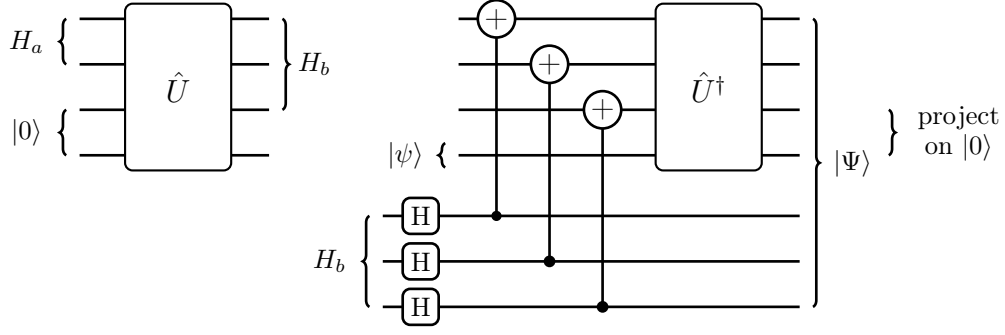 H_a
|0⟩
Û
H_b
+
+
+
Û†
|ψ⟩
H_b
H
H
H
|Ψ⟩
project
on |0⟩